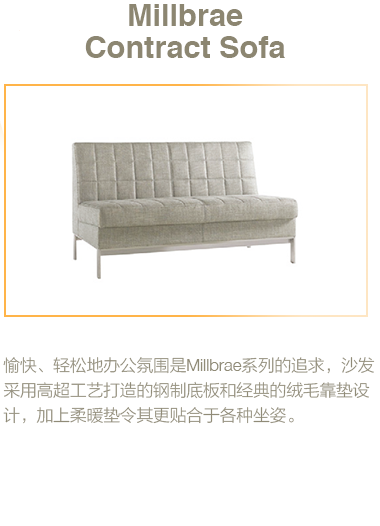 Millbrae
Contract Sofa
愉快、轻松地办公氛围是Millbrae系列的追求，沙发
采用高超工艺打造的钢制底板和经典的绒毛靠垫设
计，加上柔暖垫令其更贴合于各种坐姿。